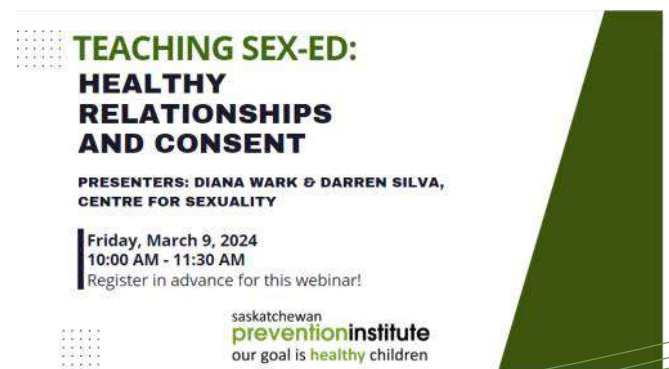 TEACHING SEX-ED:
HEALTHY
RELATIONSHIPS
AND CONSENT
PRESENTERS: DIANA WARK & DARREN SILVA,
CENTRE FOR SEXUALITY
Friday, March 9, 2024
10:00 AM - 11:30 AM
Register in advance for this webinar!
saskatchewan
preventioninstitute
our goal is healthy children